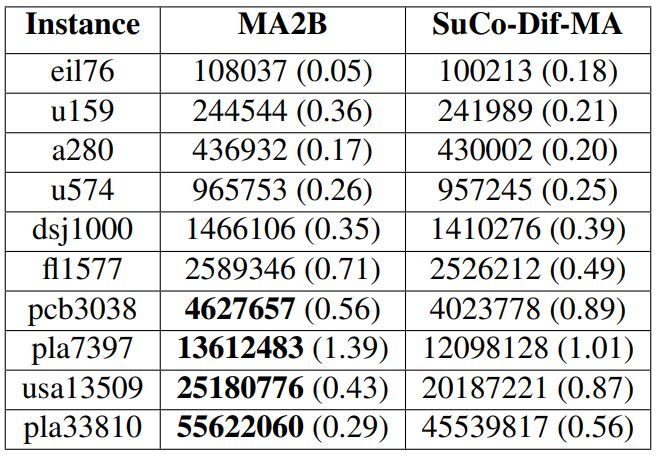 Instance MA2B SuCo-Dif-MA
eil76 108037 (0.05) 100213 (0.18)
u159 244544 (0.36) 241989 (0.21)
a280 436932 (0.17) 430002 (0.20)
u574 965753 (0.26) 957245 (0.25)
dsj1000 1466106 (0.35) 1410276 (0.39)
fl1577 2589346 (0.71) 2526212 (0.49)
pcb3038 4627657 (0.56) 4023778 (0.89)
pla7397 13612483 (1.39) 12098128 (1.01)
usa13509 25180776 (0.43) 20187221 (0.87)
pla33810 55622060 (0.29) 45539817 (0.56)